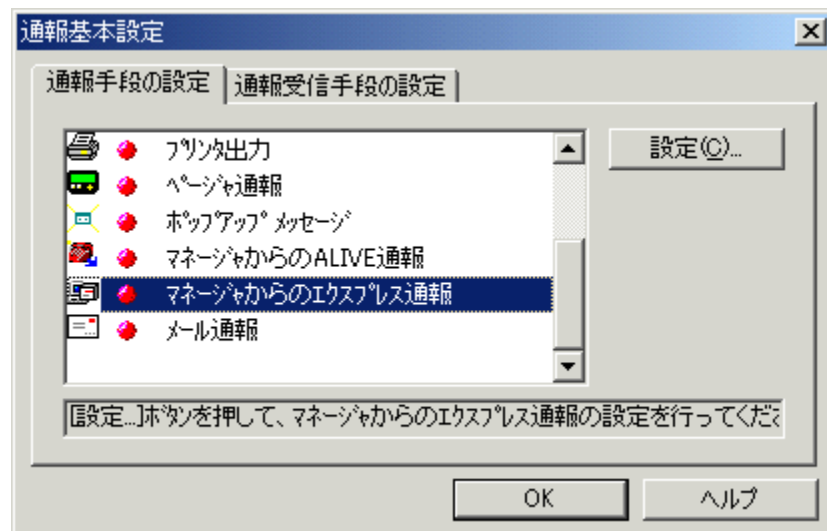 通報基本設定
通報手段の設定 通報受信手段の設定
プリンタ出力
設定(C)...
ページャ通報
ポップアップ メッセージ
マネージャからのALIVE通報
マネージャからのエクスプレス通報
メール通報
[設定...]ボタンを押して、マネージャからのエクスプレス通報の設定を行ってくだ
OK ヘルプ